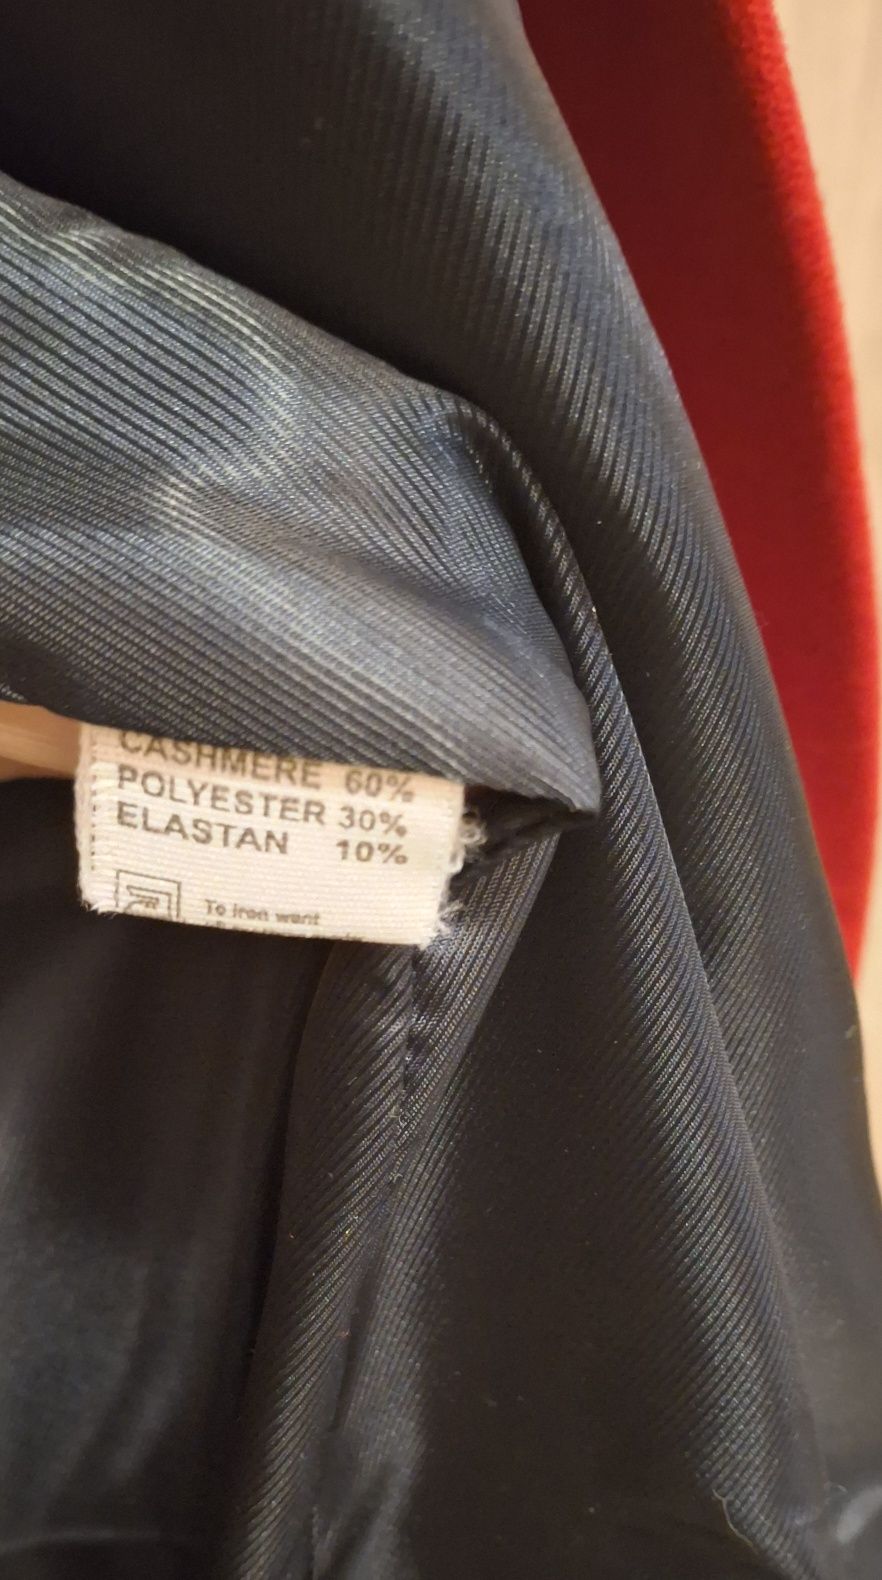 CASHMERE 60%
POLYESTER 30%
ELASTAN 10%
To iron want